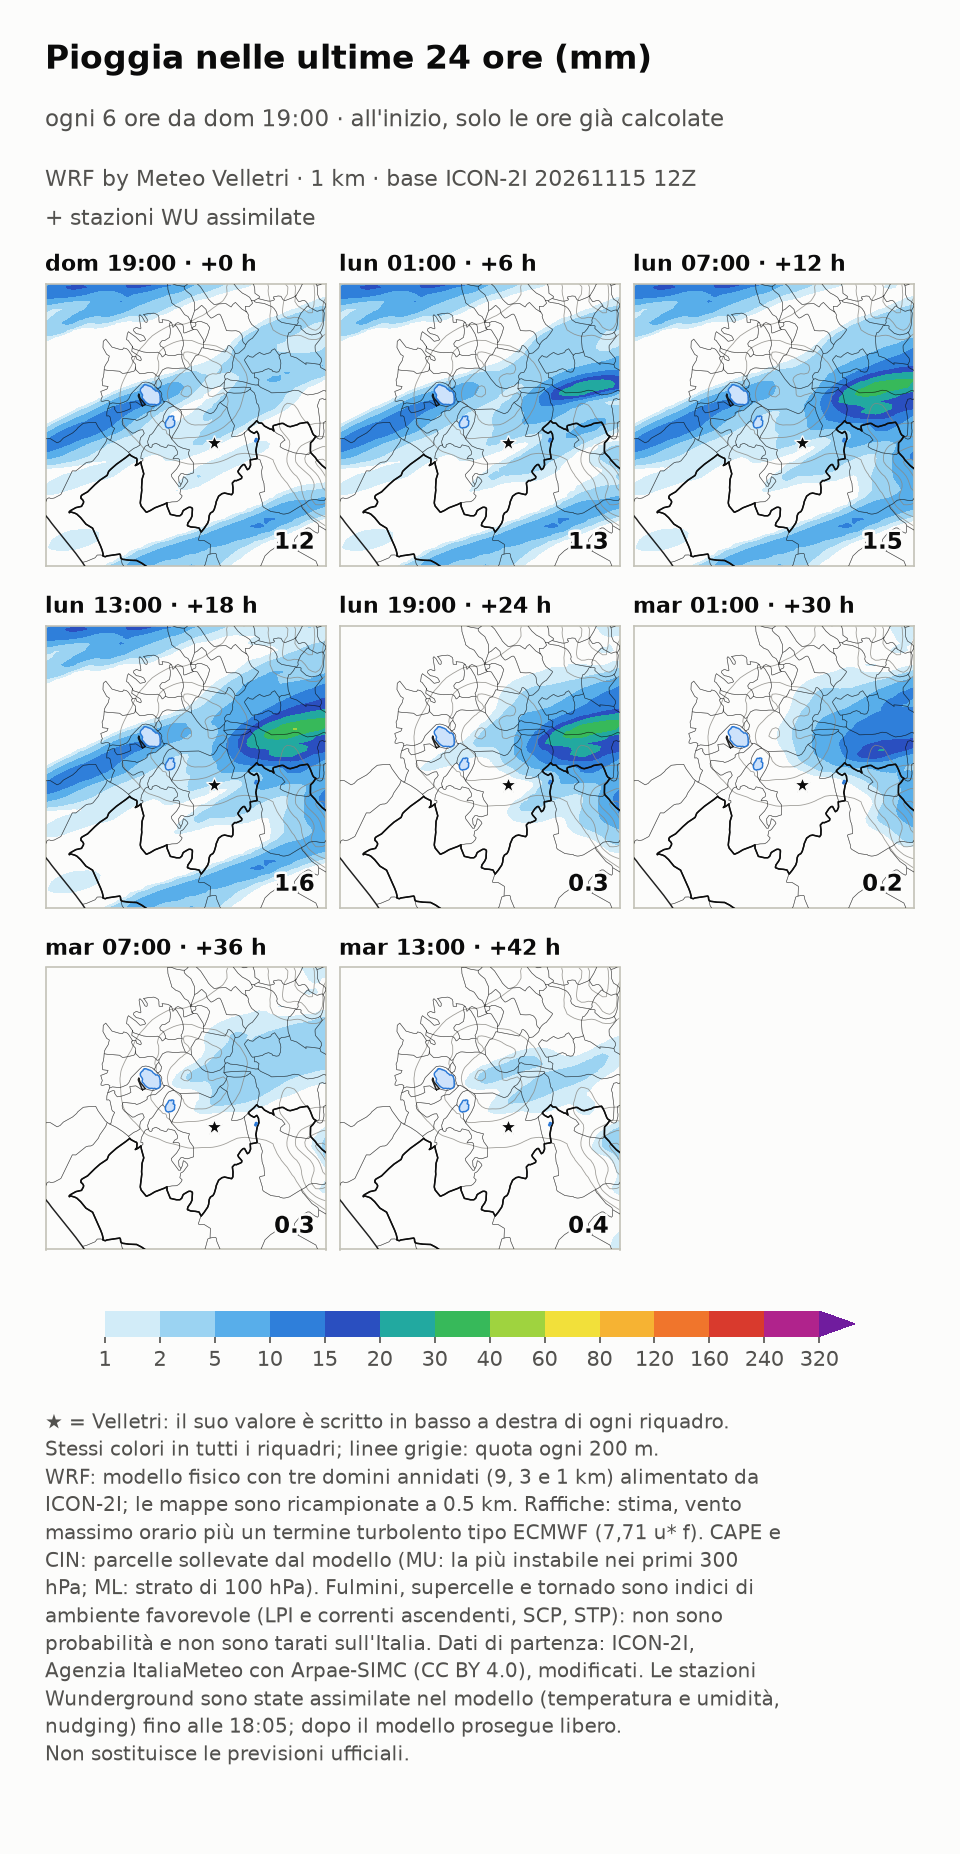 Pioggia nelle ultime 24 ore (mm)
ogni 6 ore da dom 19:00 · all'inizio, solo le ore già calcolate
WRF by Meteo Velletri · 1 km · base ICON-2I 20261115 12Z
+ stazioni WU assimilate
dom 19:00 · +0 h
lun 01:00 · +6 h
lun 07:00 · +12 h
1.2
1.3
1.5
lun 13:00 · +18 h
lun 19:00 · +24 h
mar 01:00 · +30 h
1.6
0.3
0.2
mar 07:00 · +36 h
mar 13:00 · +42 h
0.3
0.4
1 2 5 10 15 20 30 40 60 80 120 160 240 320
★ = Velletri: il suo valore è scritto in basso a destra di ogni riquadro.
Stessi colori in tutti i riquadri; linee grigie: quota ogni 200 m.
WRF: modello fisico con tre domini annidati (9, 3 e 1 km) alimentato da
ICON-2I; le mappe sono ricampionate a 0.5 km. Raffiche: stima, vento
massimo orario più un termine turbolento tipo ECMWF (7,71 u* f). CAPE e
CIN: parcelle sollevate dal modello (MU: la più instabile nei primi 300
hPa; ML: strato di 100 hPa). Fulmini, supercelle e tornado sono indici di
ambiente favorevole (LPI e correnti ascendenti, SCP, STP): non sono
probabilità e non sono tarati sull'Italia. Dati di partenza: ICON-2I,
Agenzia ItaliaMeteo con Arpae-SIMC (CC BY 4.0), modificati. Le stazioni
Wunderground sono state assimilate nel modello (temperatura e umidità,
nudging) fino alle 18:05; dopo il modello prosegue libero.
Non sostituisce le previsioni ufficiali.